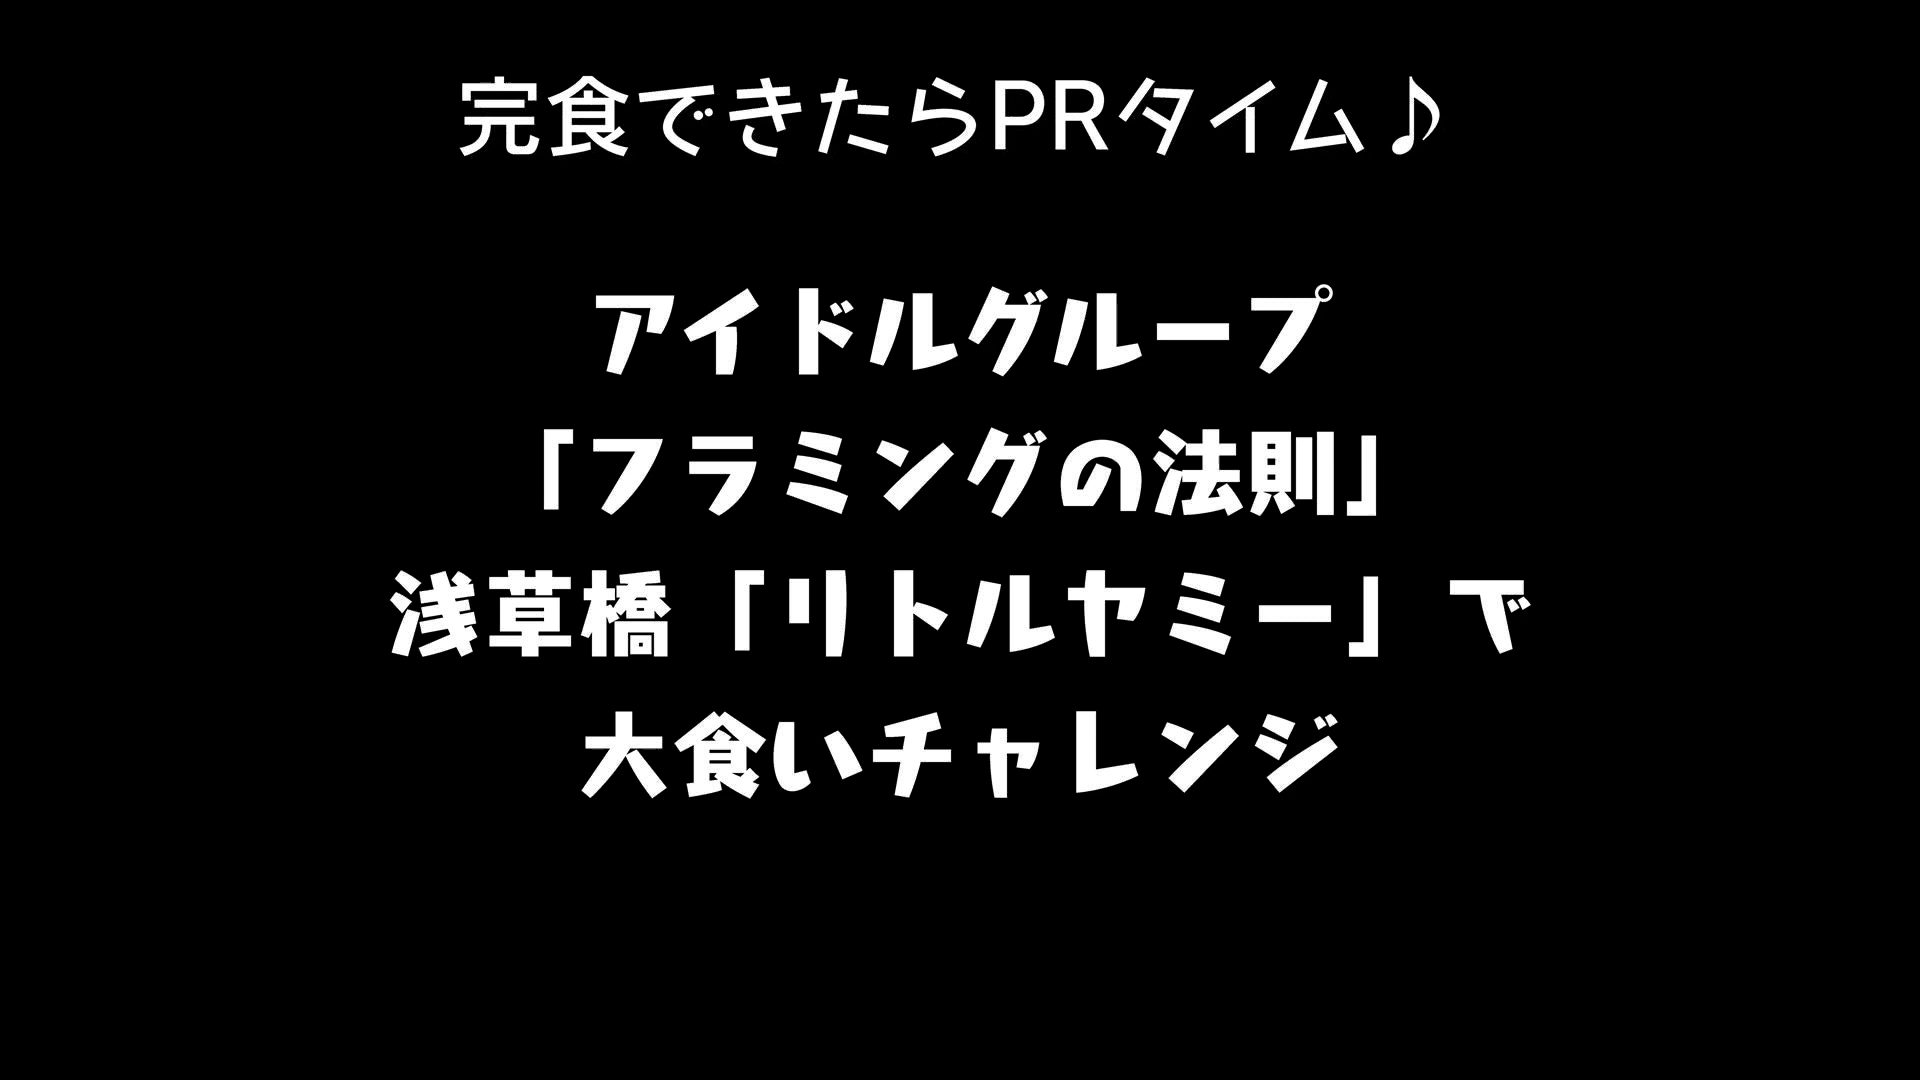 完食できたらPRタイム♪
アイドルグループ
「フラミングの法則」
浅草橋「リトルヤミー」で
大食いチャレンジ